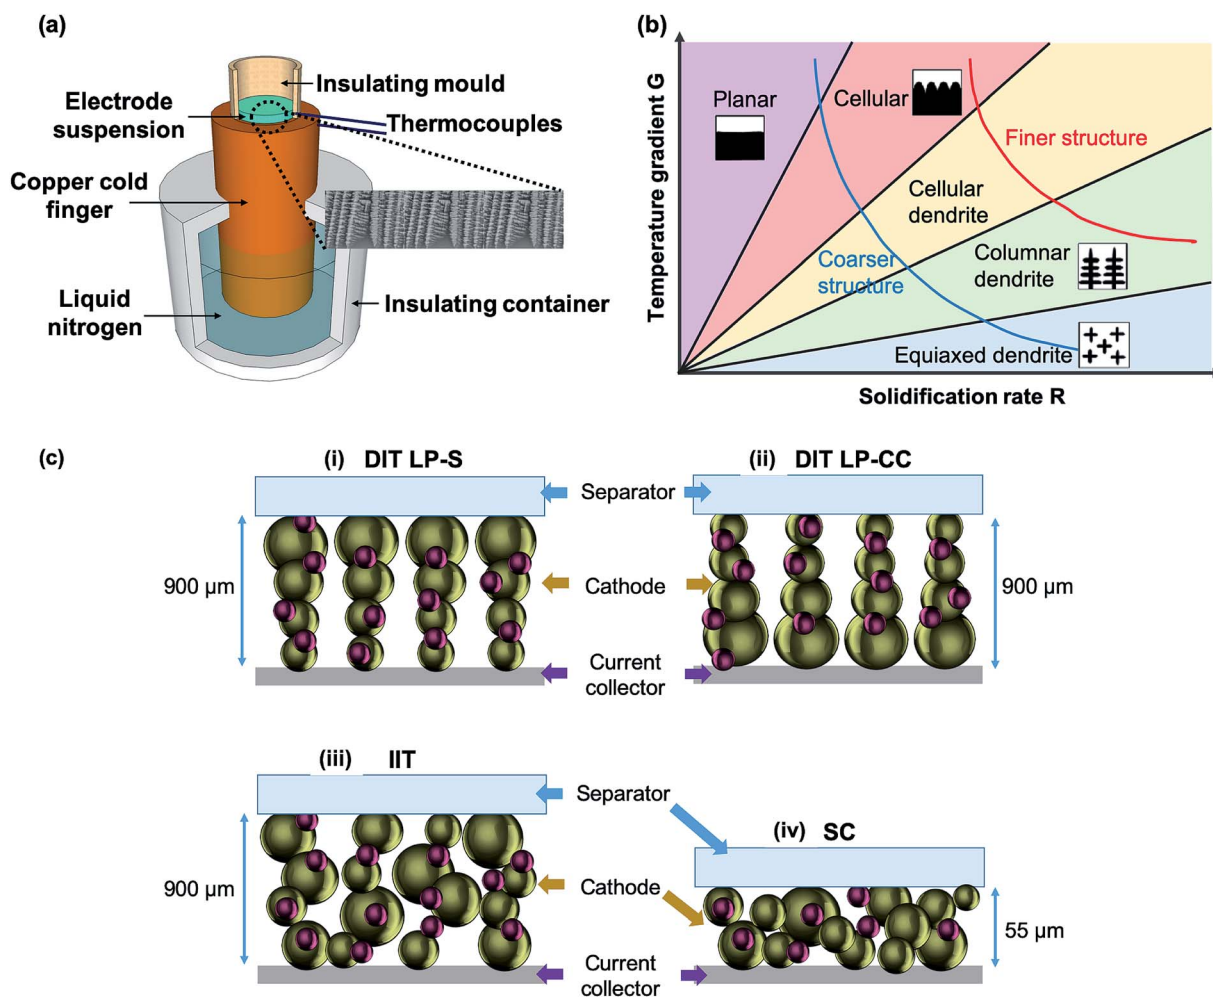 (a)
Insulating mould
Electrode
suspension
Thermocouples
Copper cold
finger
Liquid
nitrogen
Insulating container
(b)
Temperature gradient G
Planar
Cellular
Finer structure
Cellular
dendrite
Coarser
structure
Columnar
dendrite
Equiaxed dendrite
Solidification rate R
(c)
(i) DIT LP-S
(ii) DIT LP-CC
Separator
900 μm
Cathode
900 μm
Current
collector
(iii) IIT
Separator
(iv) SC
900 μm
Cathode
55 μm
Current
collector